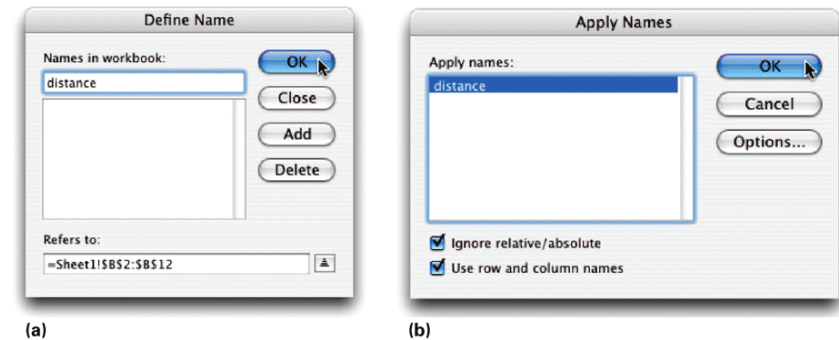 Define Name
Names in workbook:
distance
OK
Close
Add
Delete
Refers to:
=Sheet1!$B$2:$B$12
(a)
Apply Names
Apply names:
distance
OK
Cancel
Options...
Ignore relative/absolute
Use row and column names
(b)